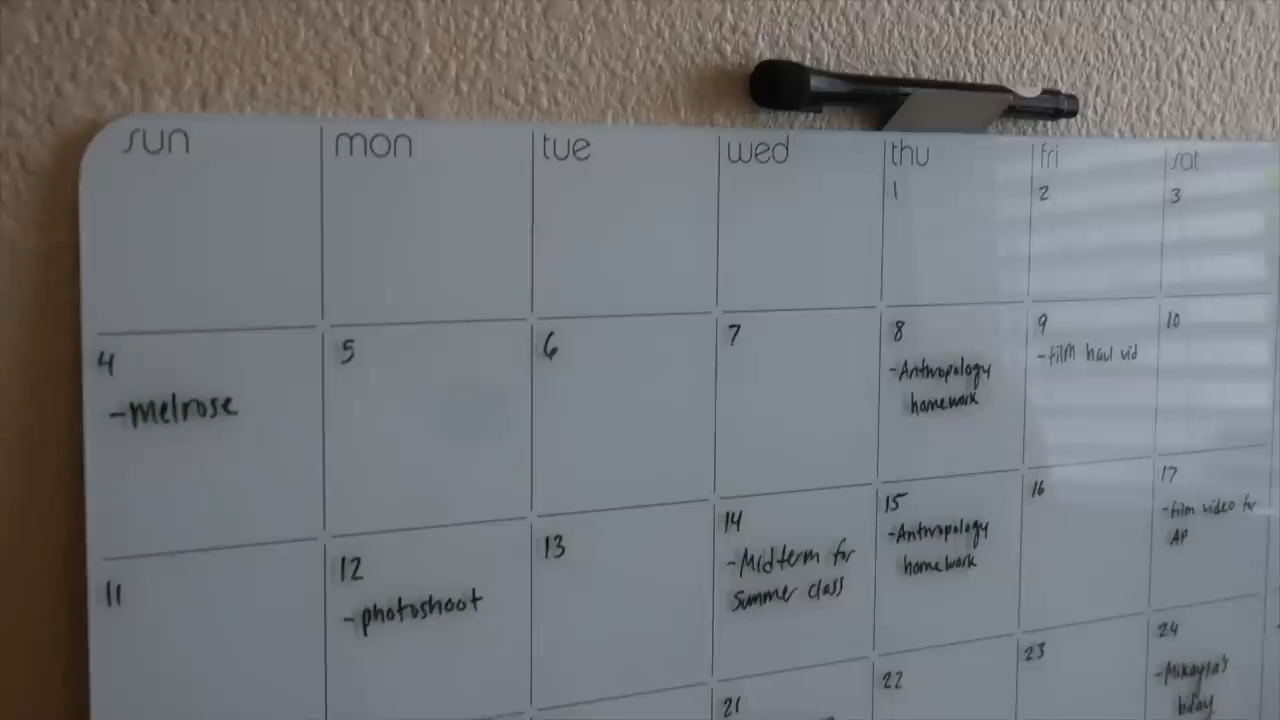 sun mon tue wed thu fri sat
1 2 3
4 5 6 7 8 9 10
-Melrose
-Anthropology
homework
-film haul vid
11 12 13 14 15 16 17
-photoshoot
-Midterm for
summer class
-Anthropology
homework
-film video for
AP
21 22 23 24
-Mikayla's
bday